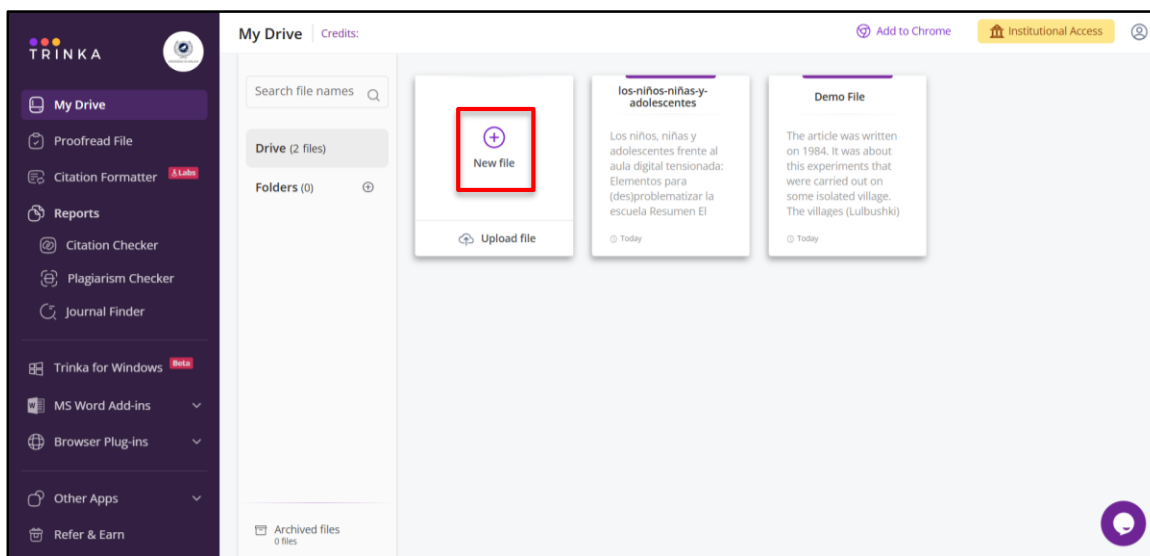 TRINKA
My Drive
Proofread File
Citation Formatter Labs
Reports
Citation Checker
Plagiarism Checker
Journal Finder
Trinka for Windows Beta
MS Word Add-ins
Browser Plug-ins
Other Apps
Refer & Earn
My Drive Credits:
Add to Chrome
Institutional Access
Search file names
Drive (2 files)
Folders (0)
Archived files
0 files
New file
Upload file
los-niños-niñas-y-
adolescentes
Los niños, niñas y
adolescentes frente al
aula digital tensionada:
Elementos para
(des)problematizar la
escuela Resumen El
Today
Demo File
The article was written
on 1984. It was about
this experiments that
were carried out on
some isolated village.
The villages (Lulbushki)
Today